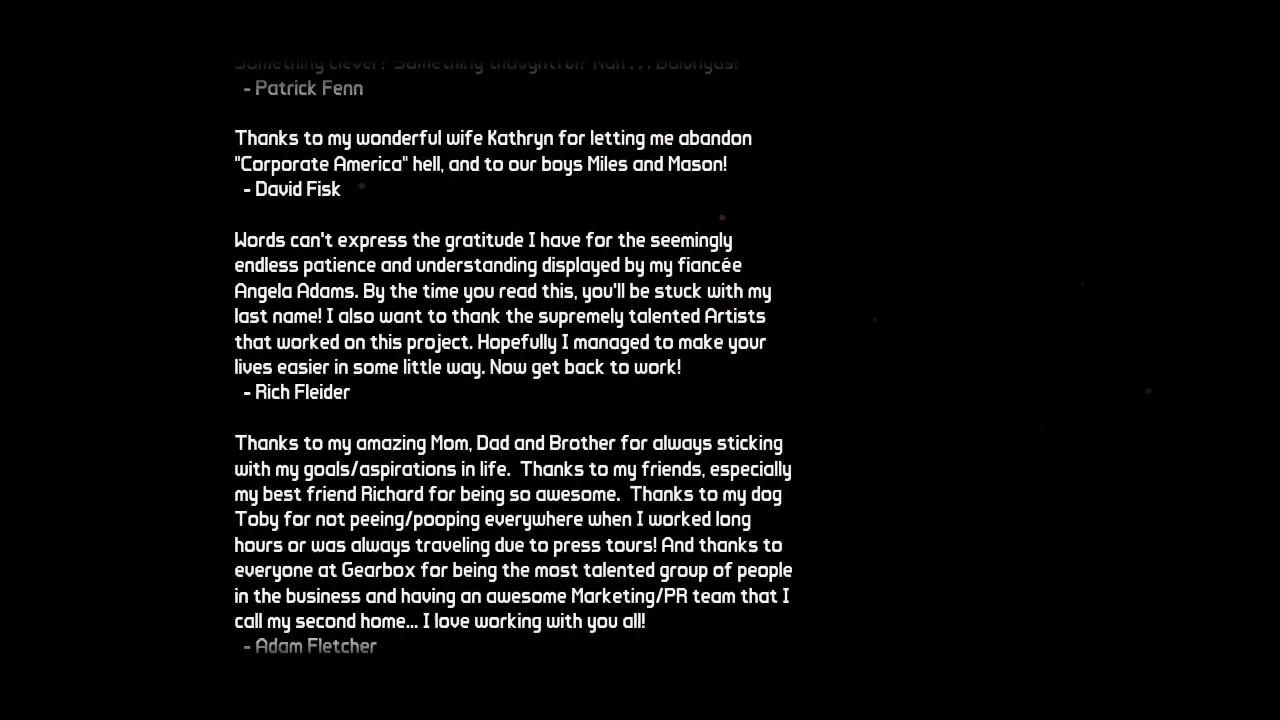 Something clever? Something thoughtful? Nah . . . Balongas!
- Patrick Fenn
Thanks to my wonderful wife Kathryn for letting me abandon
"Corporate America" hell, and to our boys Miles and Mason!
- David Fisk
Words can't express the gratitude I have for the seemingly
endless patience and understanding displayed by my fiancée
Angela Adams. By the time you read this, you'll be stuck with my
last name! I also want to thank the supremely talented Artists
that worked on this project. Hopefully I managed to make your
lives easier in some little way. Now get back to work!
- Rich Fleider
Thanks to my amazing Mom, Dad and Brother for always sticking
with my goals/aspirations in life.  Thanks to my friends, especially
my best friend Richard for being so awesome.  Thanks to my dog
Toby for not peeing/pooping everywhere when I worked long
hours or was always traveling due to press tours! And thanks to
everyone at Gearbox for being the most talented group of people
in the business and having an awesome Marketing/PR team that I
call my second home... I love working with you all!
- Adam Fletcher